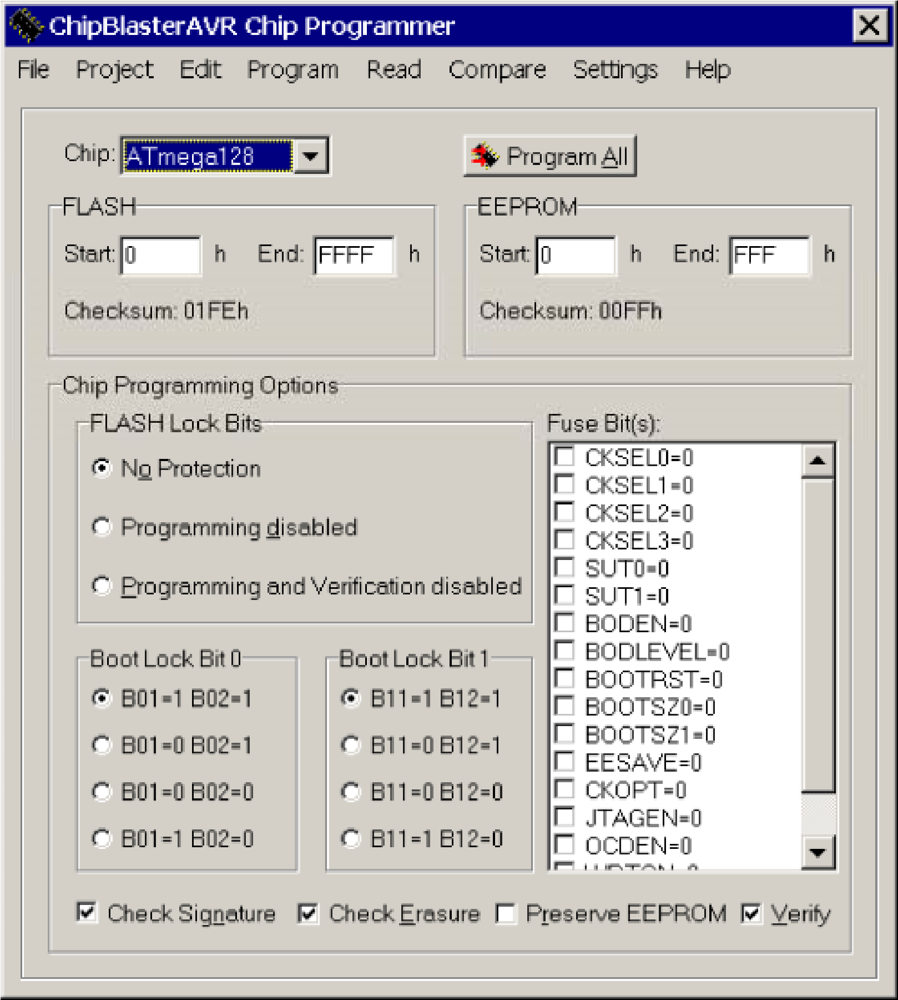 ChipBlasterAVR Chip Programmer
File Project Edit Program Read Compare Settings Help
Chip: ATmega128 Program All
FLASH
Start: 0 h End: FFFF h
Checksum: 01FEh
EEPROM
Start: 0 h End: FFF h
Checksum: 00FFh
Chip Programming Options
FLASH Lock Bits
No Protection
Programming disabled
Programming and Verification disabled
Boot Lock Bit 0
B01=1 B02=1
B01=0 B02=1
B01=0 B02=0
B01=1 B02=0
Boot Lock Bit 1
B11=1 B12=1
B11=0 B12=1
B11=0 B12=0
B11=1 B12=0
Fuse Bit(s):
CKSEL0=0
CKSEL1=0
CKSEL2=0
CKSEL3=0
SUT0=0
SUT1=0
BODEN=0
BODLEVEL=0
BOOTRST=0
BOOTSZ0=0
BOOTSZ1=0
EESAVE=0
CKOPT=0
JTAGEN=0
OCDEN=0
Check Signature Check Erasure Preserve EEPROM Verify